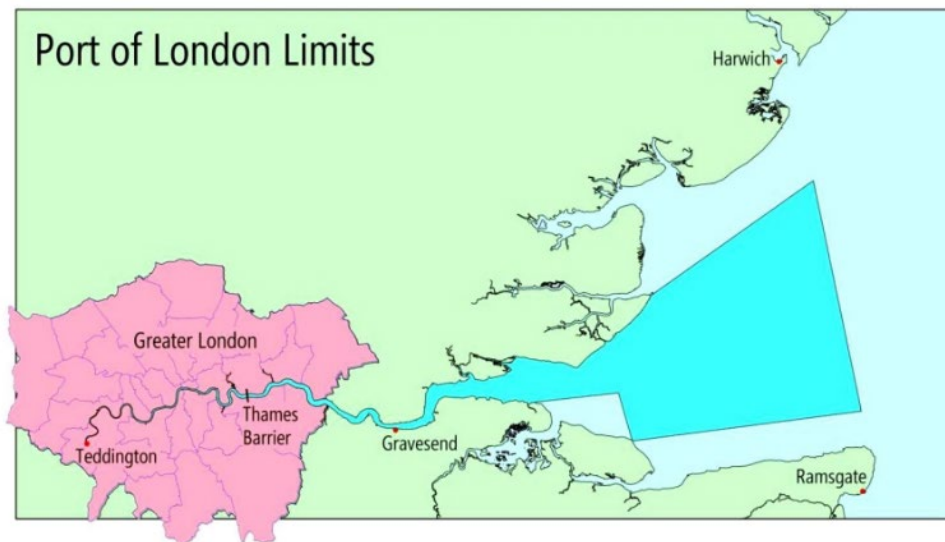 Port of London Limits
Harwich
Greater London
Thames
Barrier
Gravesend
Teddington
Ramsgate